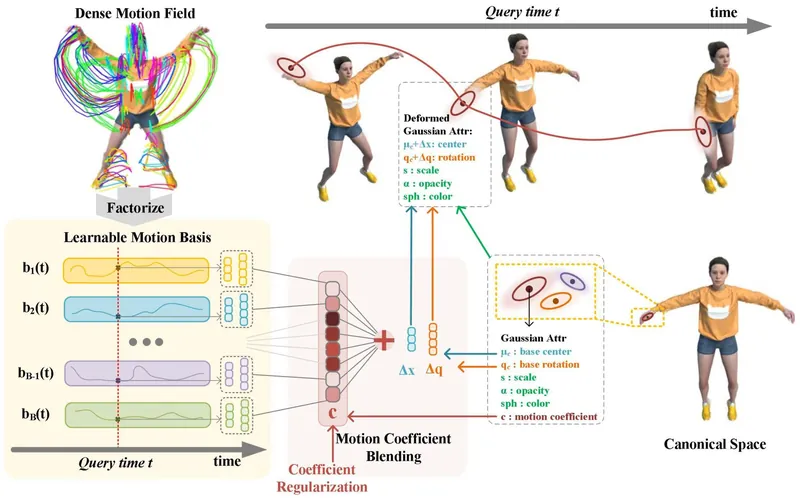 Dense Motion Field
Query time t
time
Deformed
Gaussian Attr:
μc+Δx: center
qc+Δq: rotation
s : scale
α : opacity
sph : color
Factorize
Learnable Motion Basis
b1(t)
b2(t)
bB-1(t)
bB(t)
Query time t
time
c
+
Δx
Δq
Motion Coefficient
Blending
Coefficient
Regularization
Gaussian Attr
μc : base center
qc : base rotation
s : scale
α : opacity
sph : color
c : motion coefficient
Canonical Space